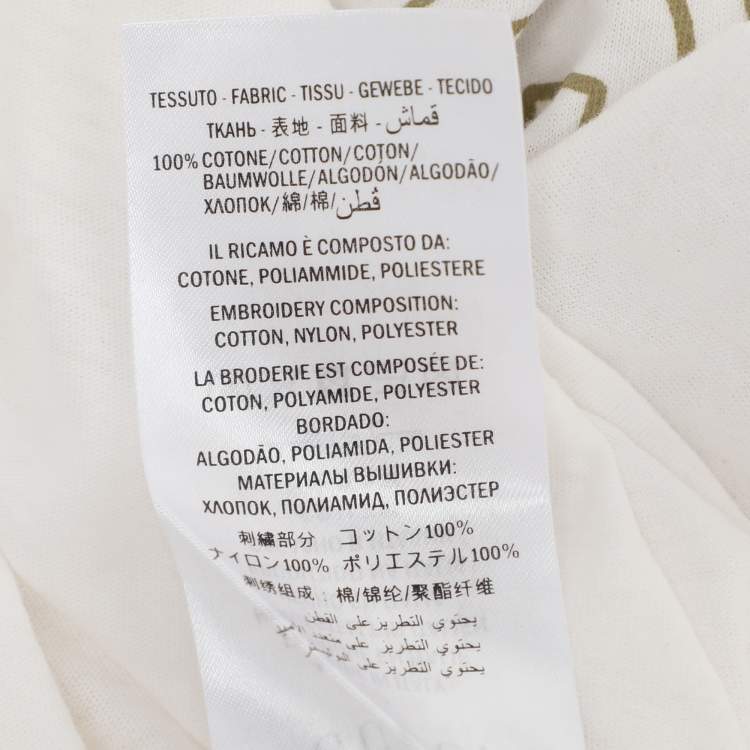 TESSUTO - FABRIC - TISSU - GEWEBE - TECIDO
ТКАНЬ - 表地 - 面料 - قماش
100% COTONE/COTTON/COTON/
BAUMWOLLE/ALGODÓN/ALGODÃO/
ХЛОПОК/綿/棉/قُطن
IL RICAMO È COMPOSTO DA:
COTONE, POLIAMMIDE, POLIESTERE
EMBROIDERY COMPOSITION:
COTTON, NYLON, POLYESTER
LA BRODERIE EST COMPOSÉE DE:
COTON, POLYAMIDE, POLYESTER
BORDADO:
ALGODÃO, POLIAMIDA, POLIESTER
МАТЕРИАЛЫ ВЫШИВКИ:
ХЛОПОК, ПОЛИАМИД, ПОЛИЭСТЕР
刺繍部分 コットン100%
ナイロン100% ポリエステル100%
刺绣组成: 棉/锦纶/聚酯纤维
يحتوي التطريز على القطن
يحتوي التطريز على متعدد
يحتوي التطريز على